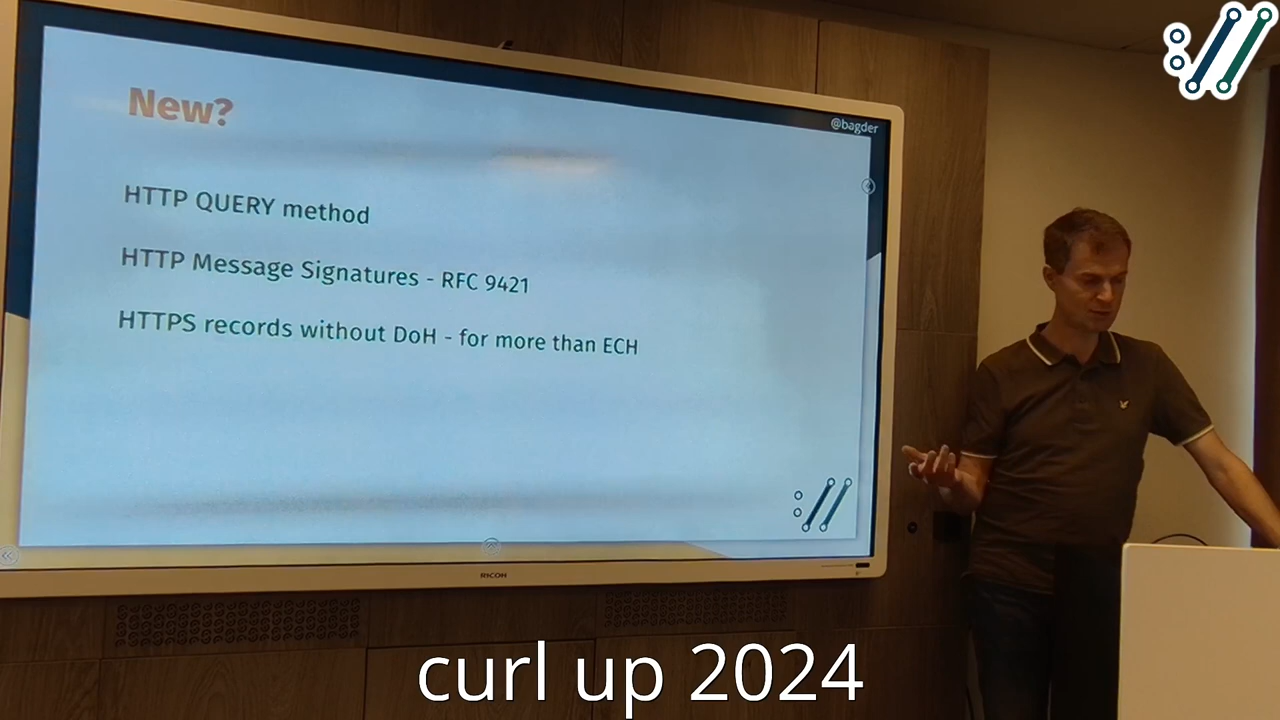 New?
@bagder
HTTP QUERY method
HTTP Message Signatures - RFC 9421
HTTPS records without DoH - for more than ECH
RICOH
curl up 2024